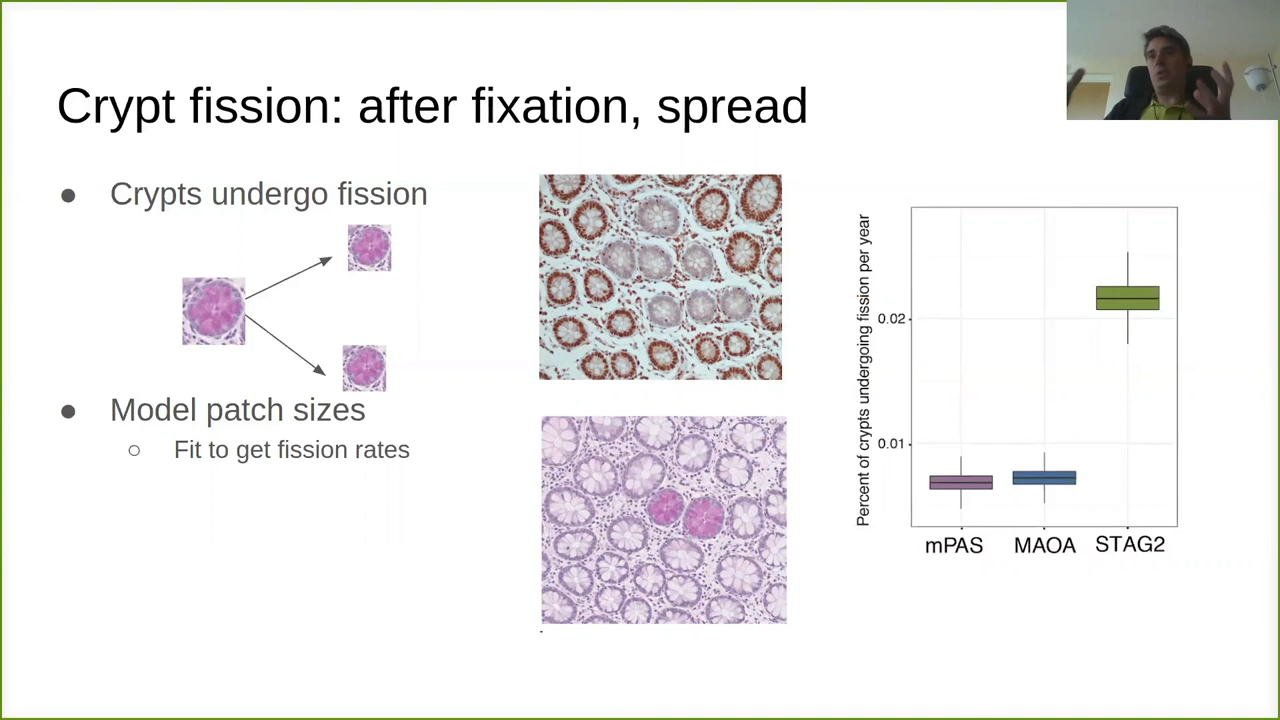 Crypt fission: after fixation, spread
● Crypts undergo fission
● Model patch sizes
○ Fit to get fission rates
Percent of crypts undergoing fission per year
0.02
0.01
mPAS MAOA STAG2